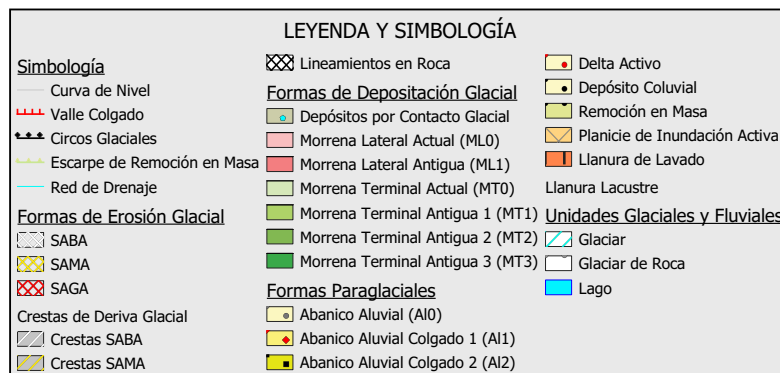 LEYENDA Y SIMBOLOGÍA
Simbología
Curva de Nivel
Valle Colgado
Circos Glaciales
Escarpe de Remoción en Masa
Red de Drenaje
Formas de Erosión Glacial
SABA
SAMA
SAGA
Crestas de Deriva Glacial
Crestas SABA
Crestas SAMA
Lineamientos en Roca
Formas de Depositación Glacial
Depósitos por Contacto Glacial
Morrena Lateral Actual (ML0)
Morrena Lateral Antigua (ML1)
Morrena Terminal Actual (MT0)
Morrena Terminal Antigua 1 (MT1)
Morrena Terminal Antigua 2 (MT2)
Morrena Terminal Antigua 3 (MT3)
Formas Paraglaciales
Abanico Aluvial (Al0)
Abanico Aluvial Colgado 1 (Al1)
Abanico Aluvial Colgado 2 (Al2)
Delta Activo
Depósito Coluvial
Remoción en Masa
Planicie de Inundación Activa
Llanura de Lavado
Llanura Lacustre
Unidades Glaciales y Fluviales
Glaciar
Glaciar de Roca
Lago